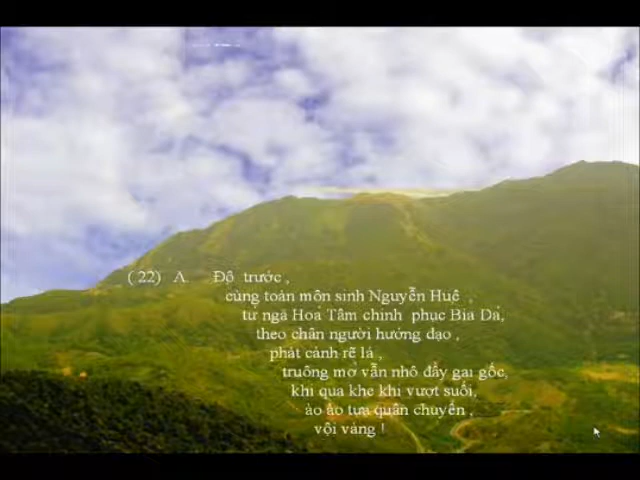 ( 22) A. Độ trước ,
cùng toán môn sinh Nguyễn Huệ ,
từ ngã Hoà Tâm chinh phục Bia Đá,
theo chân người hướng đạo ,
phát cành rẽ lá ,
truông mơ vẫn nhô đầy gai gốc,
khi qua khe khi vượt suối,
ào ào tựa quân chuyển ,
vội vàng !